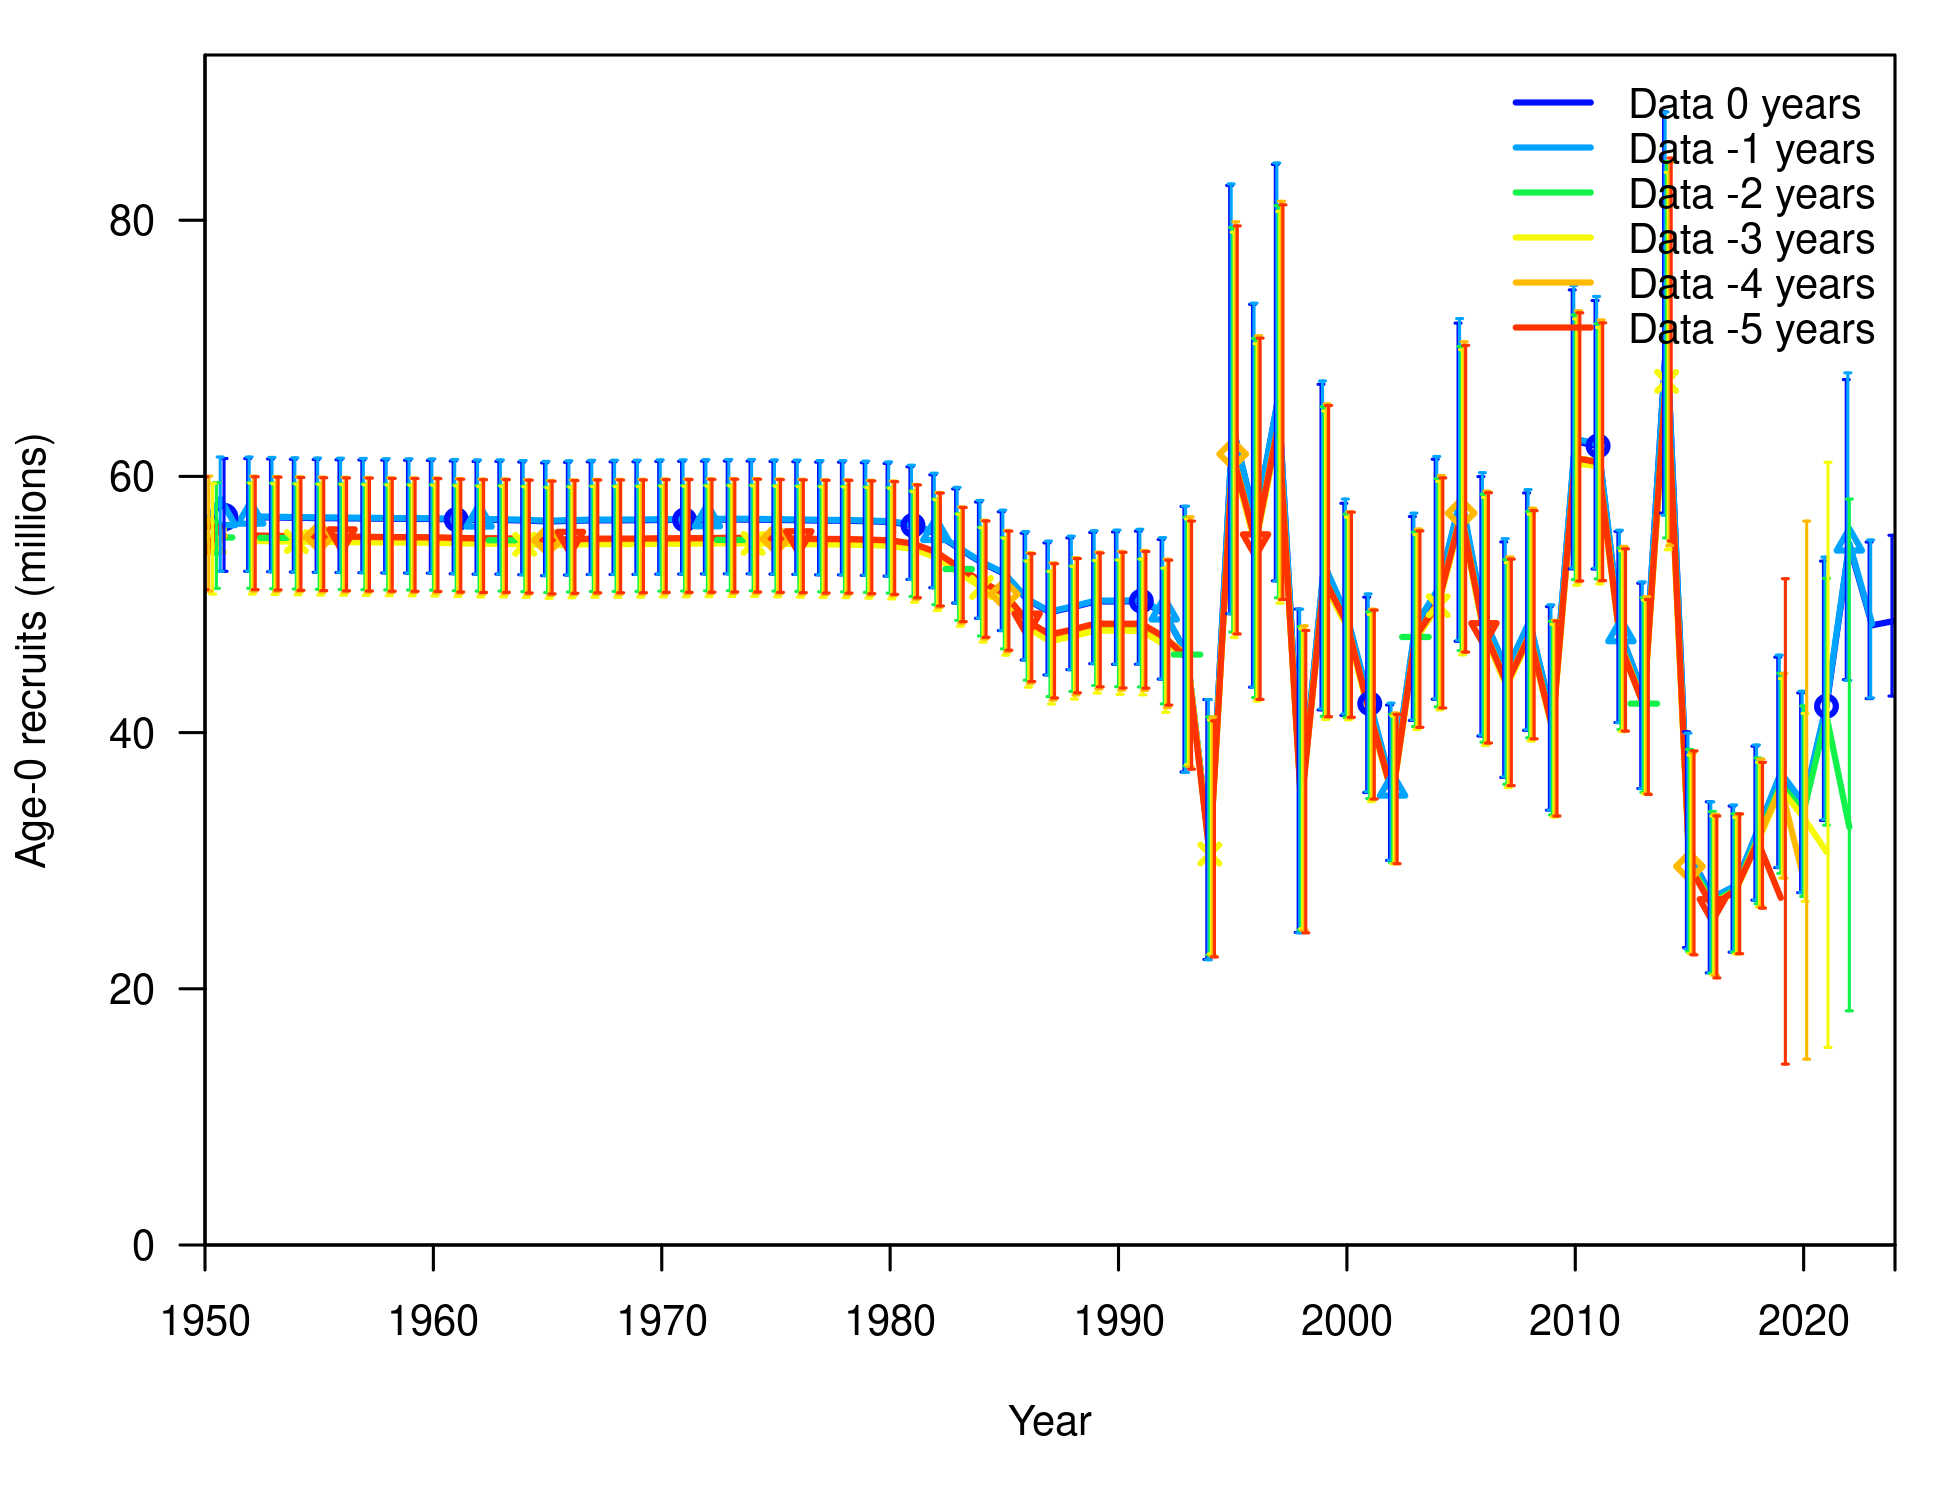 Data 0 years
Data -1 years
Data -2 years
Data -3 years
Data -4 years
Data -5 years
Age-0 recruits (millions)
80
60
40
20
0
1950 1960 1970 1980 1990 2000 2010 2020
Year